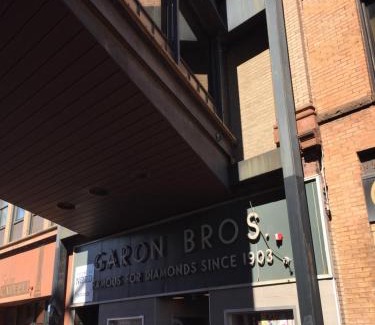 GARON BROS.
FAMOUS FOR DIAMONDS SINCE 1903